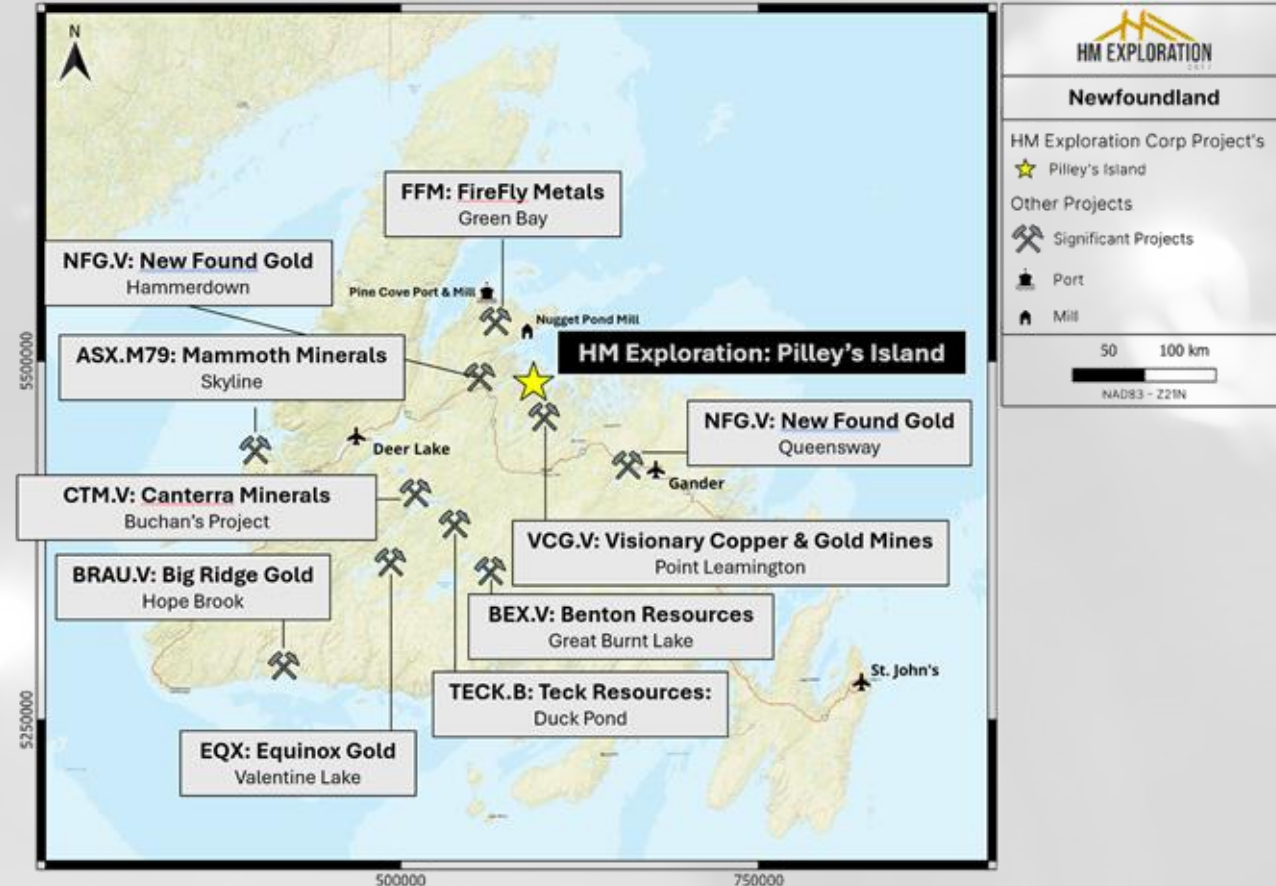 N
FFM: FireFly Metals
Green Bay
NFG.V: New Found Gold
Hammerdown
Pine Cove Port & Mill
Nugget Pond Mill
HM Exploration: Pilley's Island
ASX.M79: Mammoth Minerals
Skyline
NFG.V: New Found Gold
Queensway
Deer Lake
Gander
CTM.V: Canterra Minerals
Buchan's Project
VCG.V: Visionary Copper & Gold Mines
Point Leamington
BRAU.V: Big Ridge Gold
Hope Brook
BEX.V: Benton Resources
Great Burnt Lake
St. John's
TECK.B: Teck Resources:
Duck Pond
EQX: Equinox Gold
Valentine Lake
5500000
5250000
500000
750000
HM EXPLORATION
Newfoundland
HM Exploration Corp Project's
Pilley's Island
Other Projects
Significant Projects
Port
Mill
50 100 km
NAD83 - Z21N